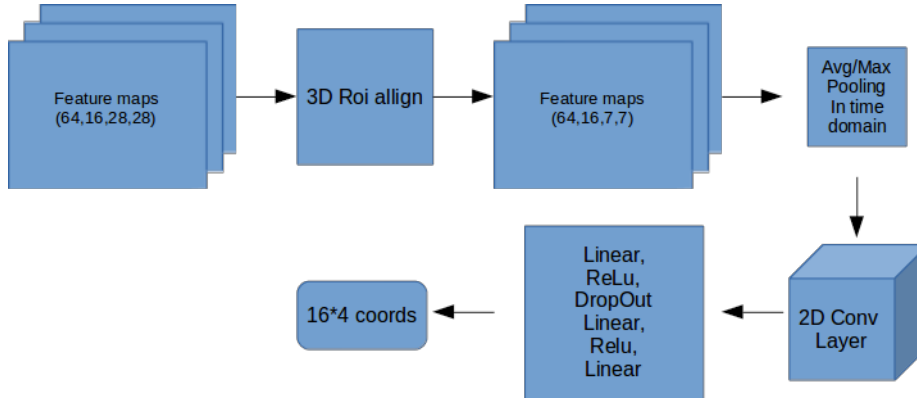 Feature maps
(64,16,28,28)
3D Roi allign
Feature maps
(64,16,7,7)
Avg/Max
Pooling
In time
domain
2D Conv
Layer
Linear,
ReLu,
DropOut
Linear,
Relu,
Linear
16*4 coords